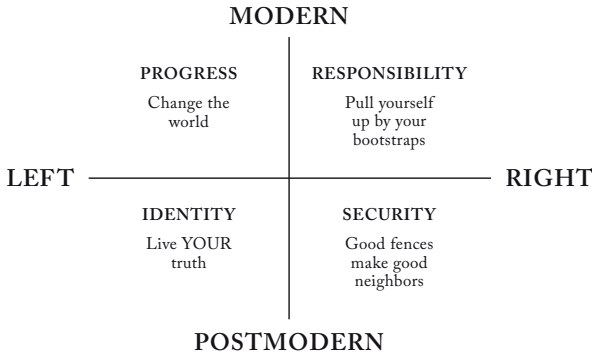 MODERN
PROGRESS
Change the
world
RESPONSIBILITY
Pull yourself
up by your
bootstraps
LEFT
RIGHT
IDENTITY
Live YOUR
truth
SECURITY
Good fences
make good
neighbors
POSTMODERN